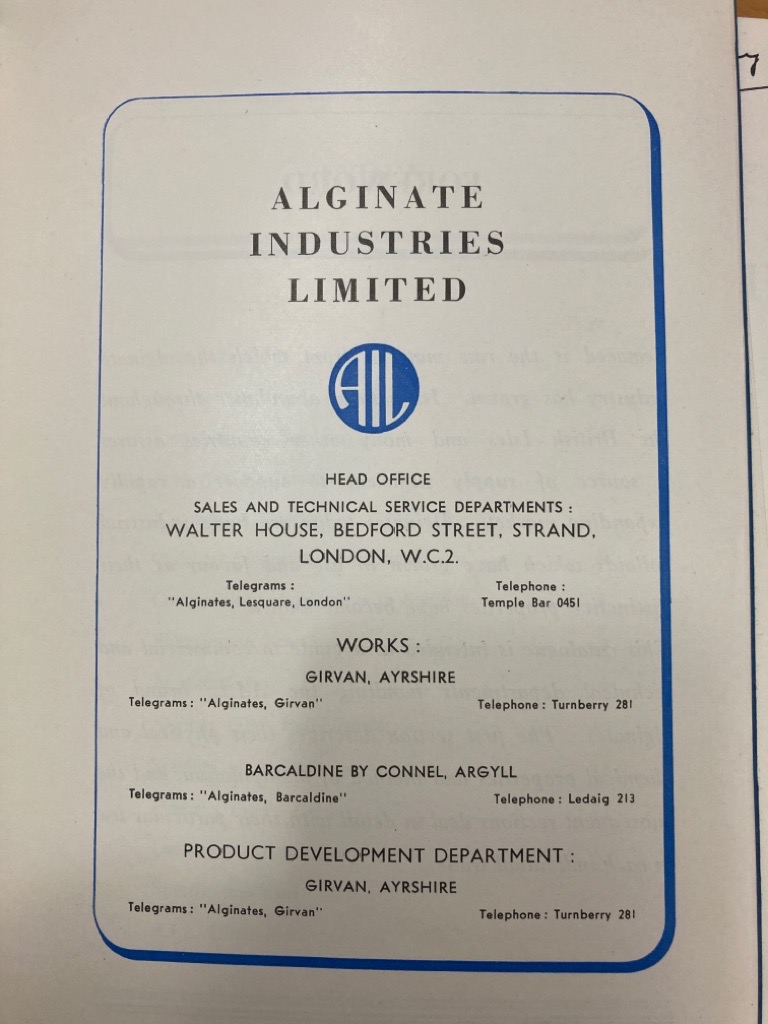 ALGINATE
INDUSTRIES
LIMITED
AIL
HEAD OFFICE
SALES AND TECHNICAL SERVICE DEPARTMENTS :
WALTER HOUSE, BEDFORD STREET, STRAND,
LONDON, W.C.2.
Telegrams : Telephone :
"Alginates, Lesquare, London" Temple Bar 0451
WORKS :
GIRVAN, AYRSHIRE
Telegrams : "Alginates, Girvan" Telephone : Turnberry 281
BARCALDINE BY CONNEL, ARGYLL
Telegrams : "Alginates, Barcaldine" Telephone : Ledaig 213
PRODUCT DEVELOPMENT DEPARTMENT :
GIRVAN, AYRSHIRE
Telegrams : "Alginates, Girvan" Telephone : Turnberry 281